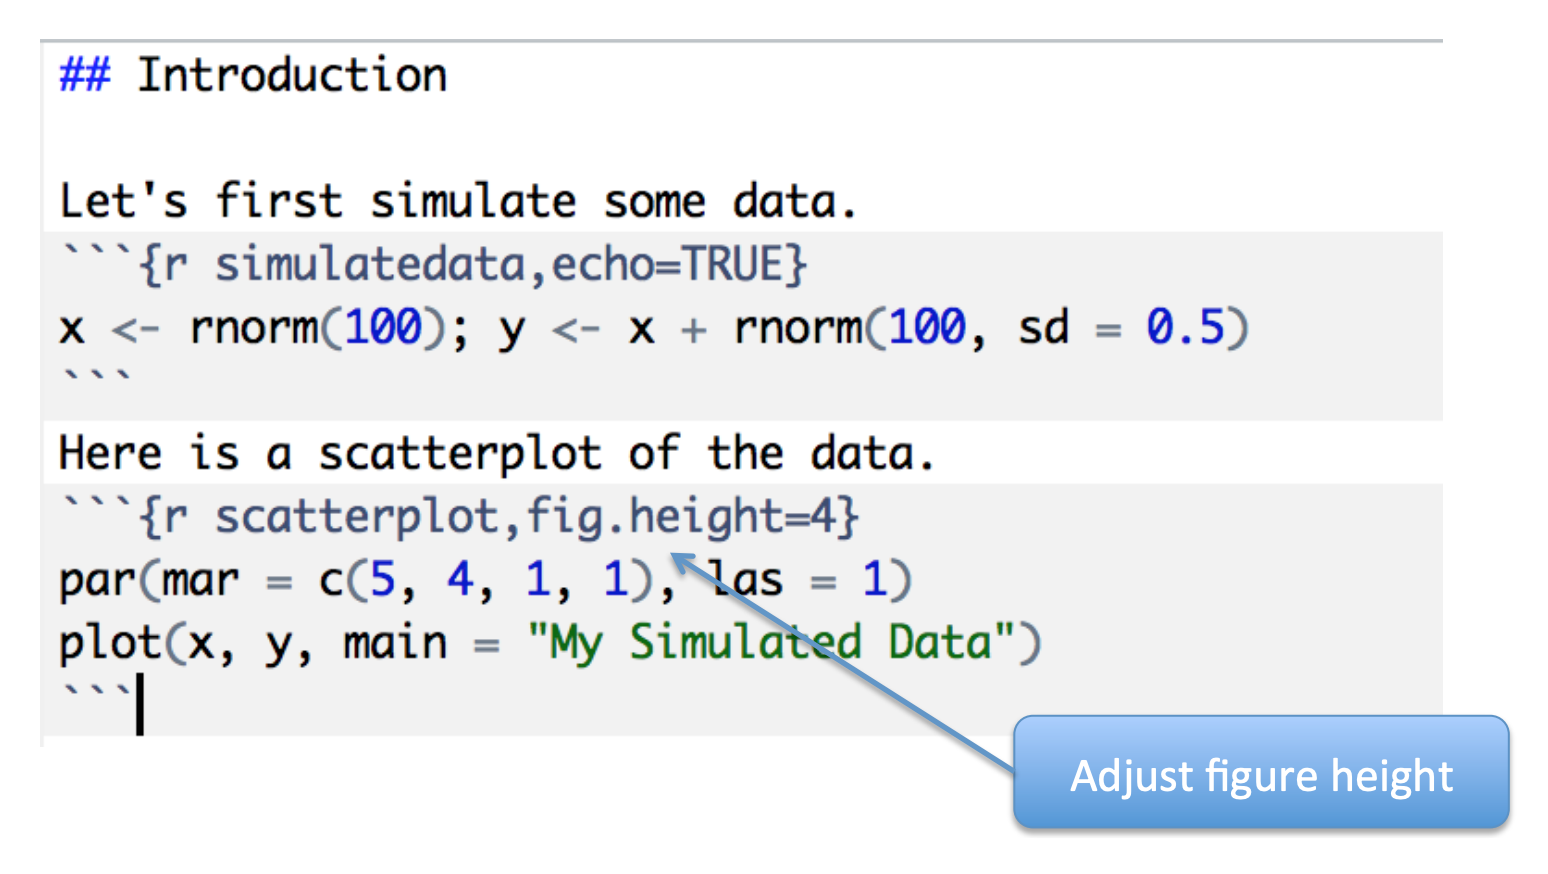 ## Introduction
Let's first simulate some data.
```{r simulatedata,echo=TRUE}
x <- rnorm(100); y <- x + rnorm(100, sd = 0.5)
```
Here is a scatterplot of the data.
```{r scatterplot,fig.height=4}
par(mar = c(5, 4, 1, 1), las = 1)
plot(x, y, main = "My Simulated Data")
```
Adjust figure height